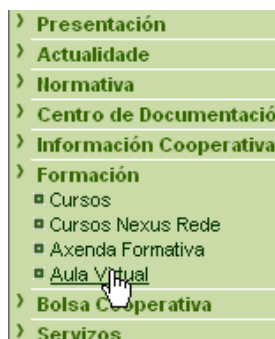 Presentación
Actualidade
Normativa
Centro de Documentació
Información Cooperativa
Formación
Cursos
Cursos Nexus Rede
Axenda Formativa
Aula Virtual
Bolsa Cooperativa
Servizos